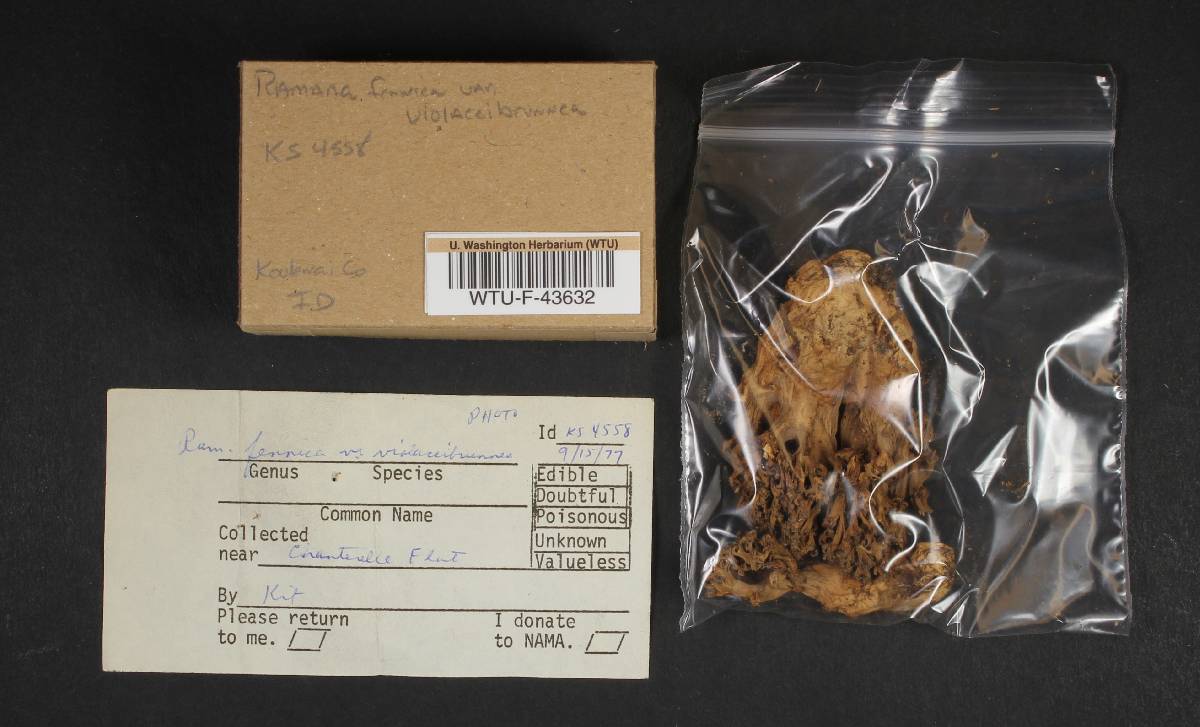 Ramaria fennica var.
violaceibrunnea
KS 4558
Kootenai Co
ID
U. Washington Herbarium (WTU)
WTU-F-43632
PHOTO
Id KS 4558
Ram. fennica v. violaceibrunnea
9/15/77
Genus Species
Edible
Doubtful
Poisonous
Unknown
Valueless
Common Name
Collected
near Chanterelle Flat
By Kit
Please return
to me.
I donate
to NAMA.